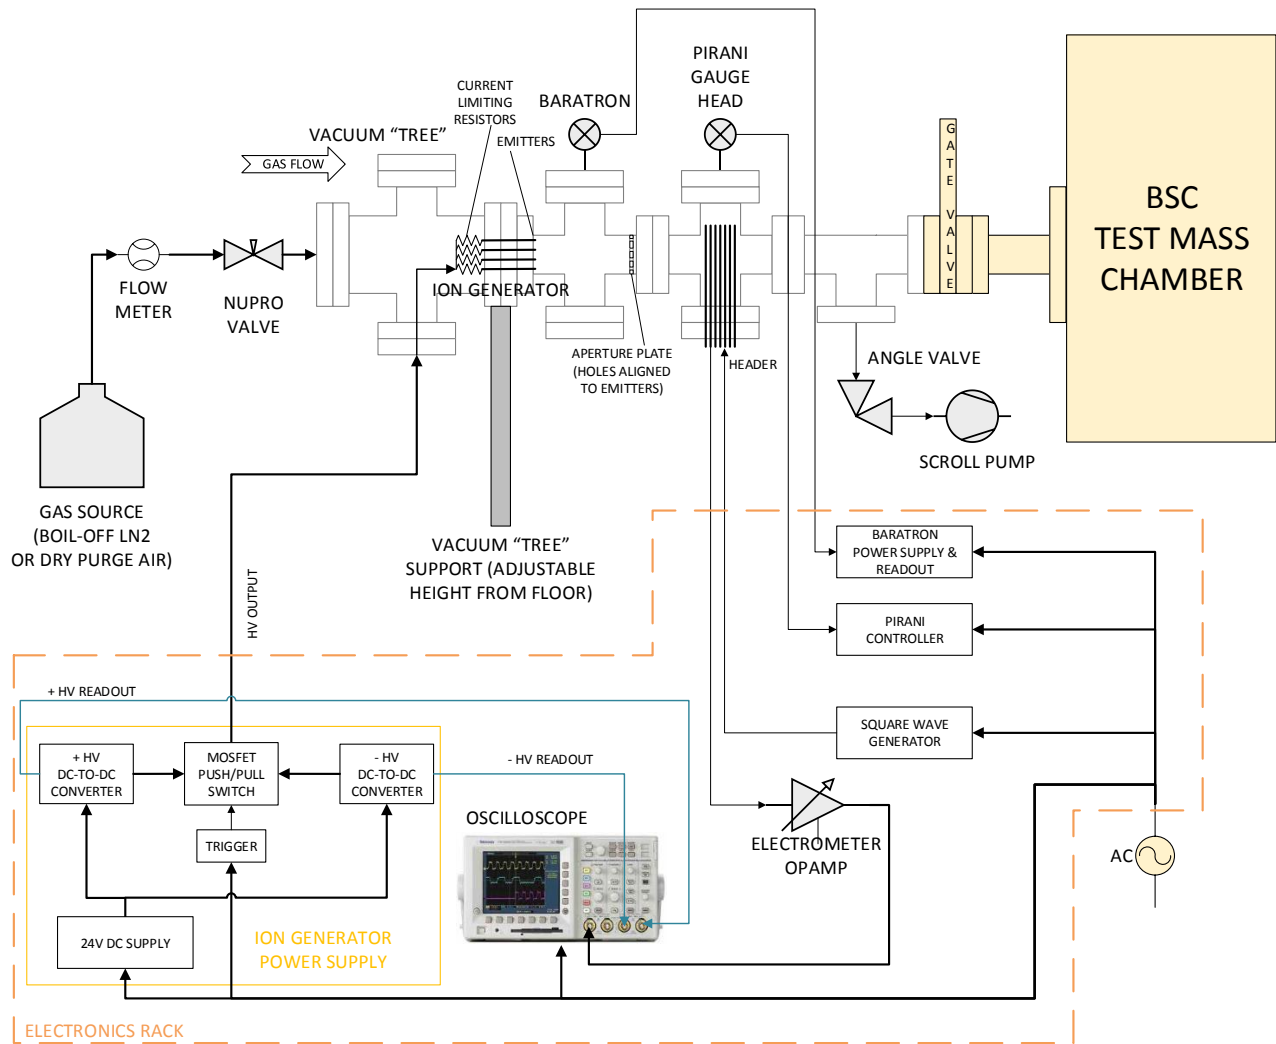 PIRANI
GAUGE
HEAD
CURRENT
LIMITING
RESISTORS
BARATRON
VACUUM “TREE”
EMITTERS
GAS FLOW
GATE VALVE
BSC
TEST MASS
CHAMBER
FLOW
METER
NUPRO
VALVE
ION GENERATOR
APERTURE PLATE
(HOLES ALIGNED
TO EMITTERS)
HEADER
ANGLE VALVE
SCROLL PUMP
GAS SOURCE
(BOIL-OFF LN2
OR DRY PURGE AIR)
VACUUM “TREE”
SUPPORT (ADJUSTABLE
HEIGHT FROM FLOOR)
HV OUTPUT
BARATRON
POWER SUPPLY &
READOUT
PIRANI
CONTROLLER
SQUARE WAVE
GENERATOR
+ HV READOUT
+ HV
DC-TO-DC
CONVERTER
MOSFET
PUSH/PULL
SWITCH
- HV
DC-TO-DC
CONVERTER
- HV READOUT
TRIGGER
OSCILLOSCOPE
ELECTROMETER
OPAMP
AC
24V DC SUPPLY
ION GENERATOR
POWER SUPPLY
ELECTRONICS RACK